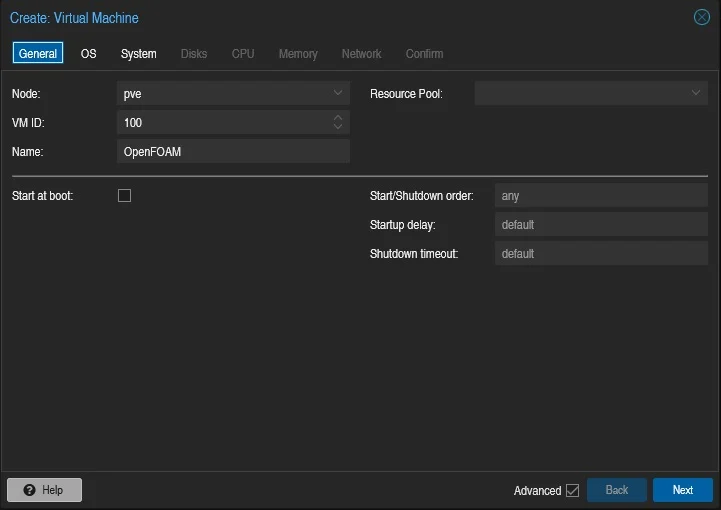 Create: Virtual Machine
General OS System Disks CPU Memory Network Confirm
Node: pve Resource Pool:
VM ID: 100
Name: OpenFOAM
Start at boot: Start/Shutdown order: any
Startup delay: default
Shutdown timeout: default
? Help Advanced Back Next